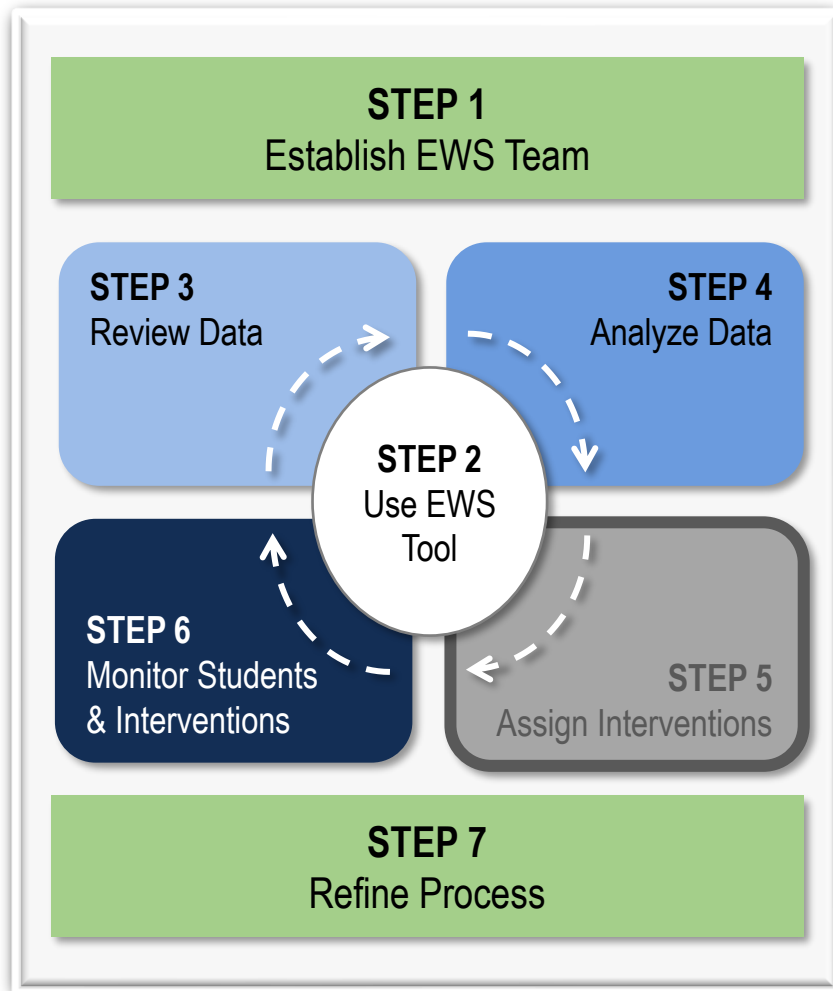 STEP 1
Establish EWS Team
STEP 3
Review Data
STEP 4
Analyze Data
STEP 2
Use EWS
Tool
STEP 6
Monitor Students
& Interventions
STEP 5
Assign Interventions
STEP 7
Refine Process